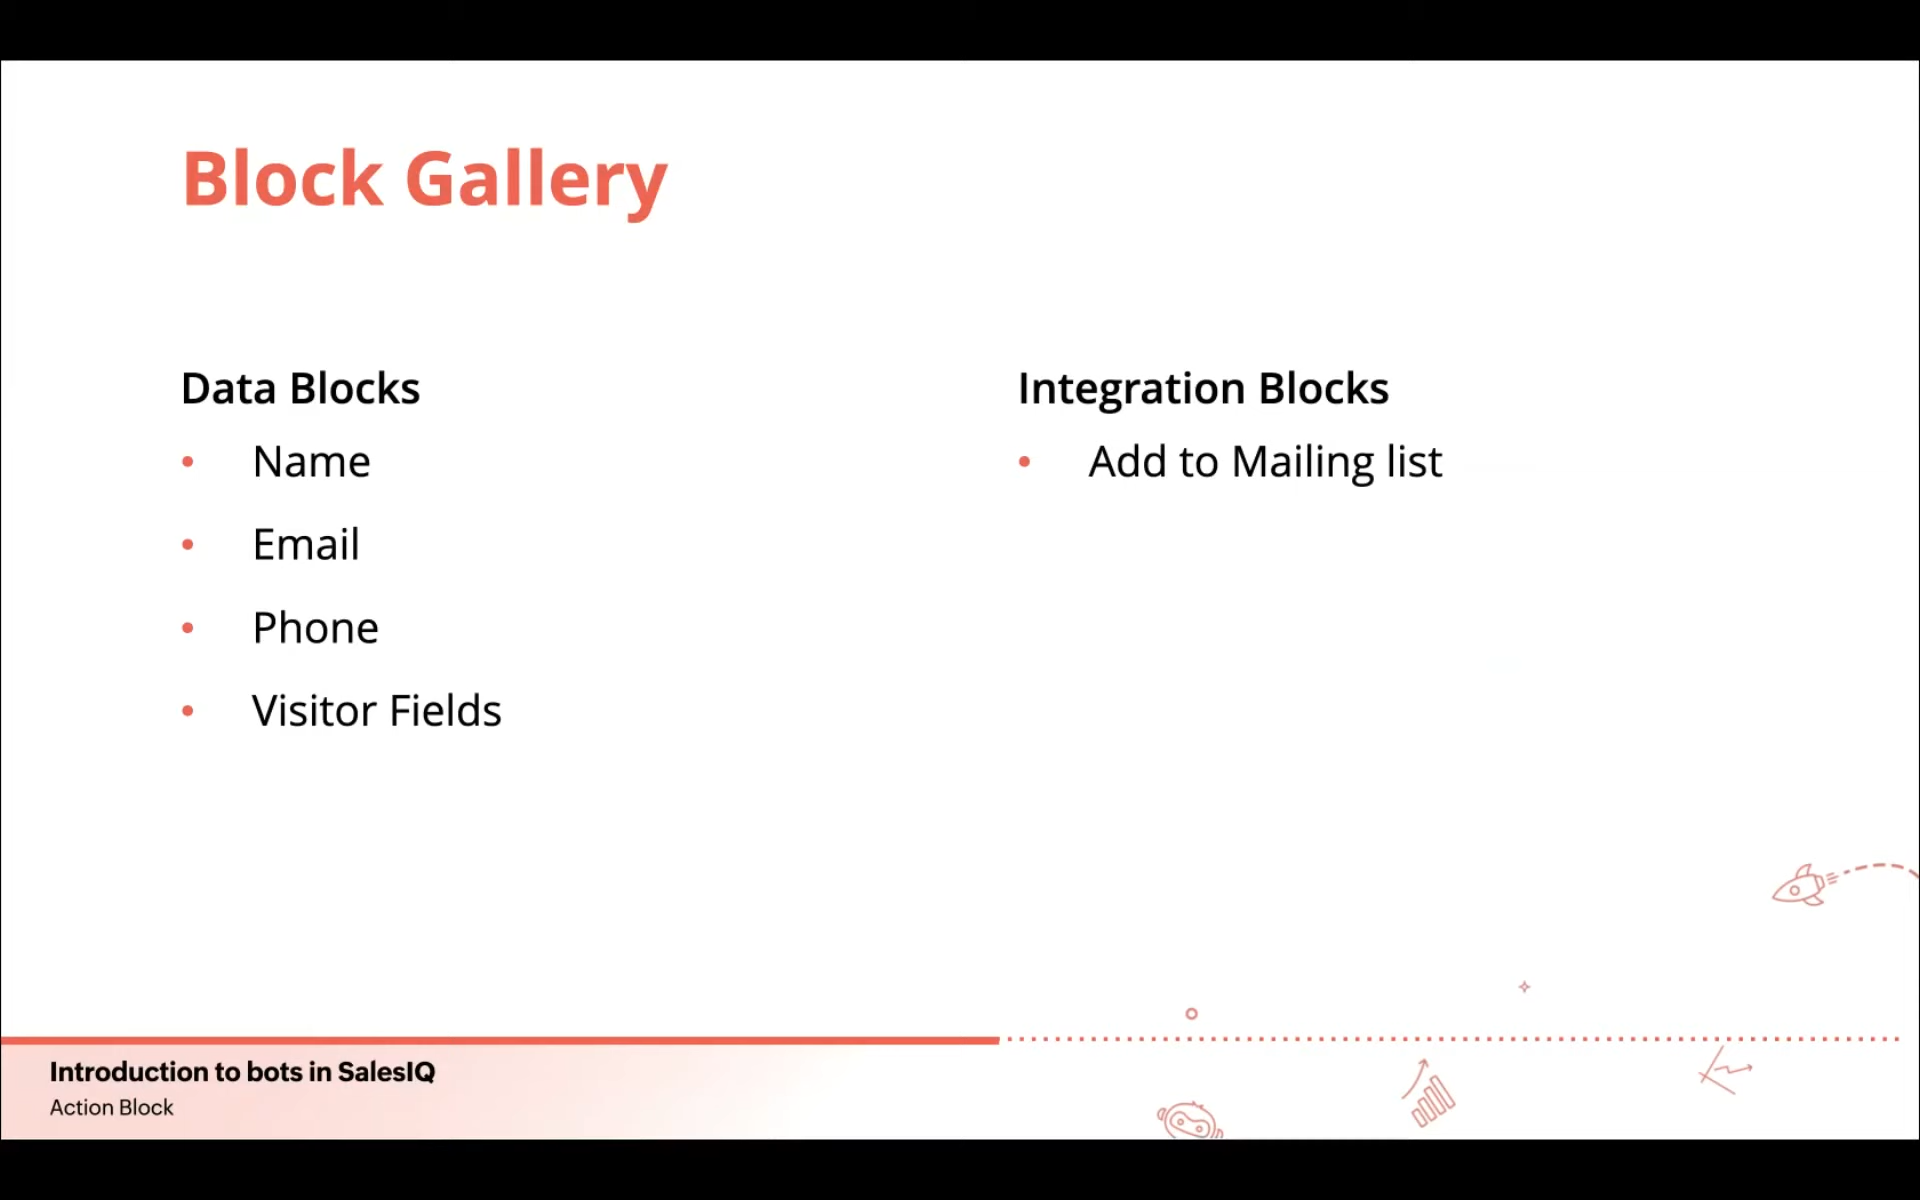 Block Gallery
Data Blocks
• Name
• Email
• Phone
• Visitor Fields
Integration Blocks
• Add to Mailing list
Introduction to bots in SalesIQ
Action Block